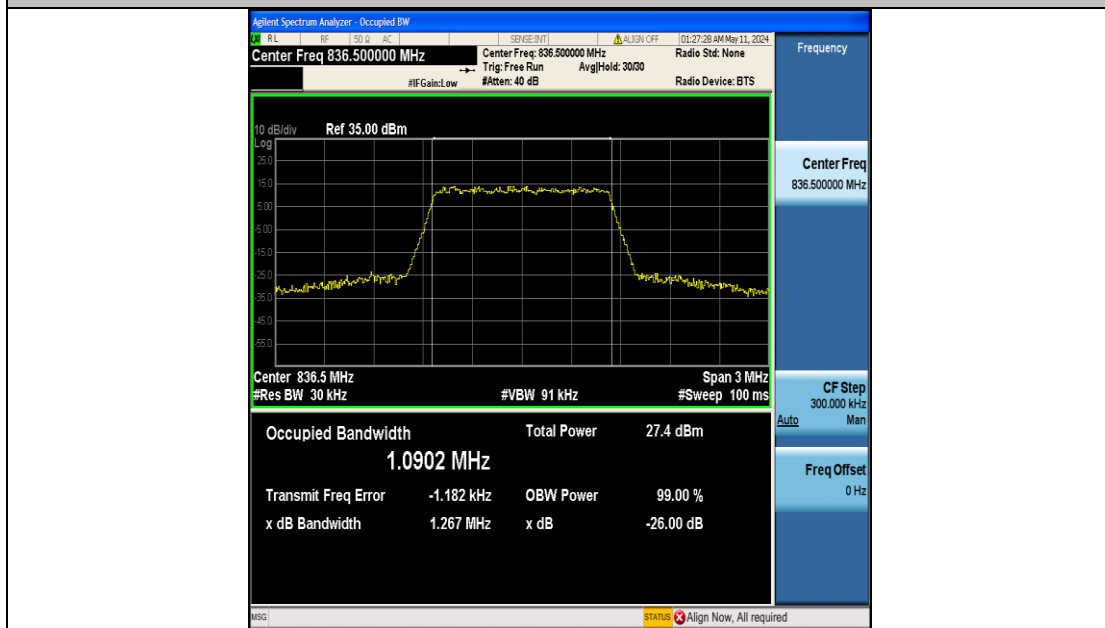 Agilent Spectrum Analyzer - Occupied BW
RL RF 50 Ω AC SENSE:INT ALIGN OFF 01:27:28 AM May 11, 2024
Center Freq 836.500000 MHz
Center Freq: 836.500000 MHz Radio Std: None
Trig: Free Run Avg|Hold: 30/30
#IFGain:Low #Atten: 40 dB Radio Device: BTS
Frequency
10 dB/div Ref 35.00 dBm
Log
25.0
15.0
5.00
-5.00
-15.0
-25.0
-35.0
-45.0
-55.0
Center 836.5 MHz Span 3 MHz
#Res BW 30 kHz #VBW 91 kHz #Sweep 100 ms
Center Freq
836.500000 MHz
CF Step
300.000 kHz
Auto Man
Freq Offset
0 Hz
Occupied Bandwidth Total Power 27.4 dBm
1.0902 MHz
Transmit Freq Error -1.182 kHz OBW Power 99.00 %
x dB Bandwidth 1.267 MHz x dB -26.00 dB
MSG STATUS Align Now, All required